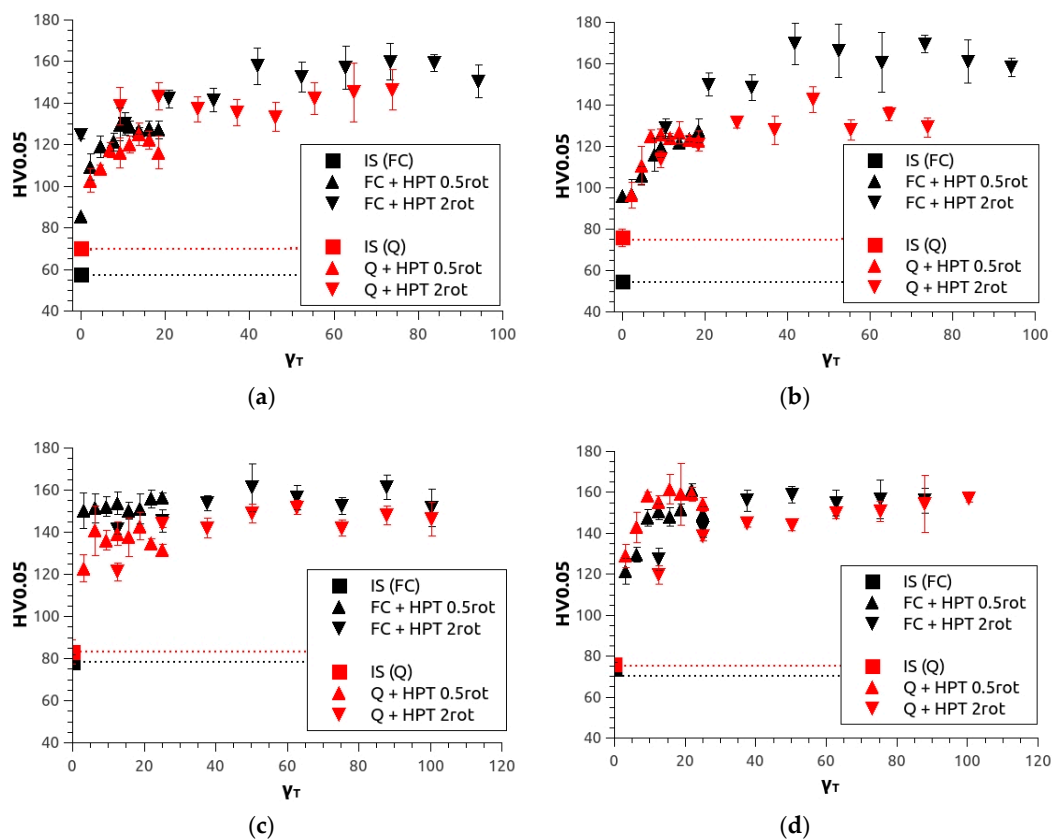 180
160
140
120
100
80
60
40
HV0.05
0 20 40 60 80 100
γT
IS (FC)
FC + HPT 0.5rot
FC + HPT 2rot
IS (Q)
Q + HPT 0.5rot
Q + HPT 2rot
(a)
180
160
140
120
100
80
60
40
HV0.05
0 20 40 60 80 100
γT
IS (FC)
FC + HPT 0.5rot
FC + HPT 2rot
IS (Q)
Q + HPT 0.5rot
Q + HPT 2rot
(b)
180
160
140
120
100
80
60
40
HV0.05
0 20 40 60 80 100 120
γT
IS (FC)
FC + HPT 0.5rot
FC + HPT 2rot
IS (Q)
Q + HPT 0.5rot
Q + HPT 2rot
(c)
180
160
140
120
100
80
60
40
HV0.05
0 20 40 60 80 100 120
γT
IS (FC)
FC + HPT 0.5rot
FC + HPT 2rot
IS (Q)
Q + HPT 0.5rot
Q + HPT 2rot
(d)